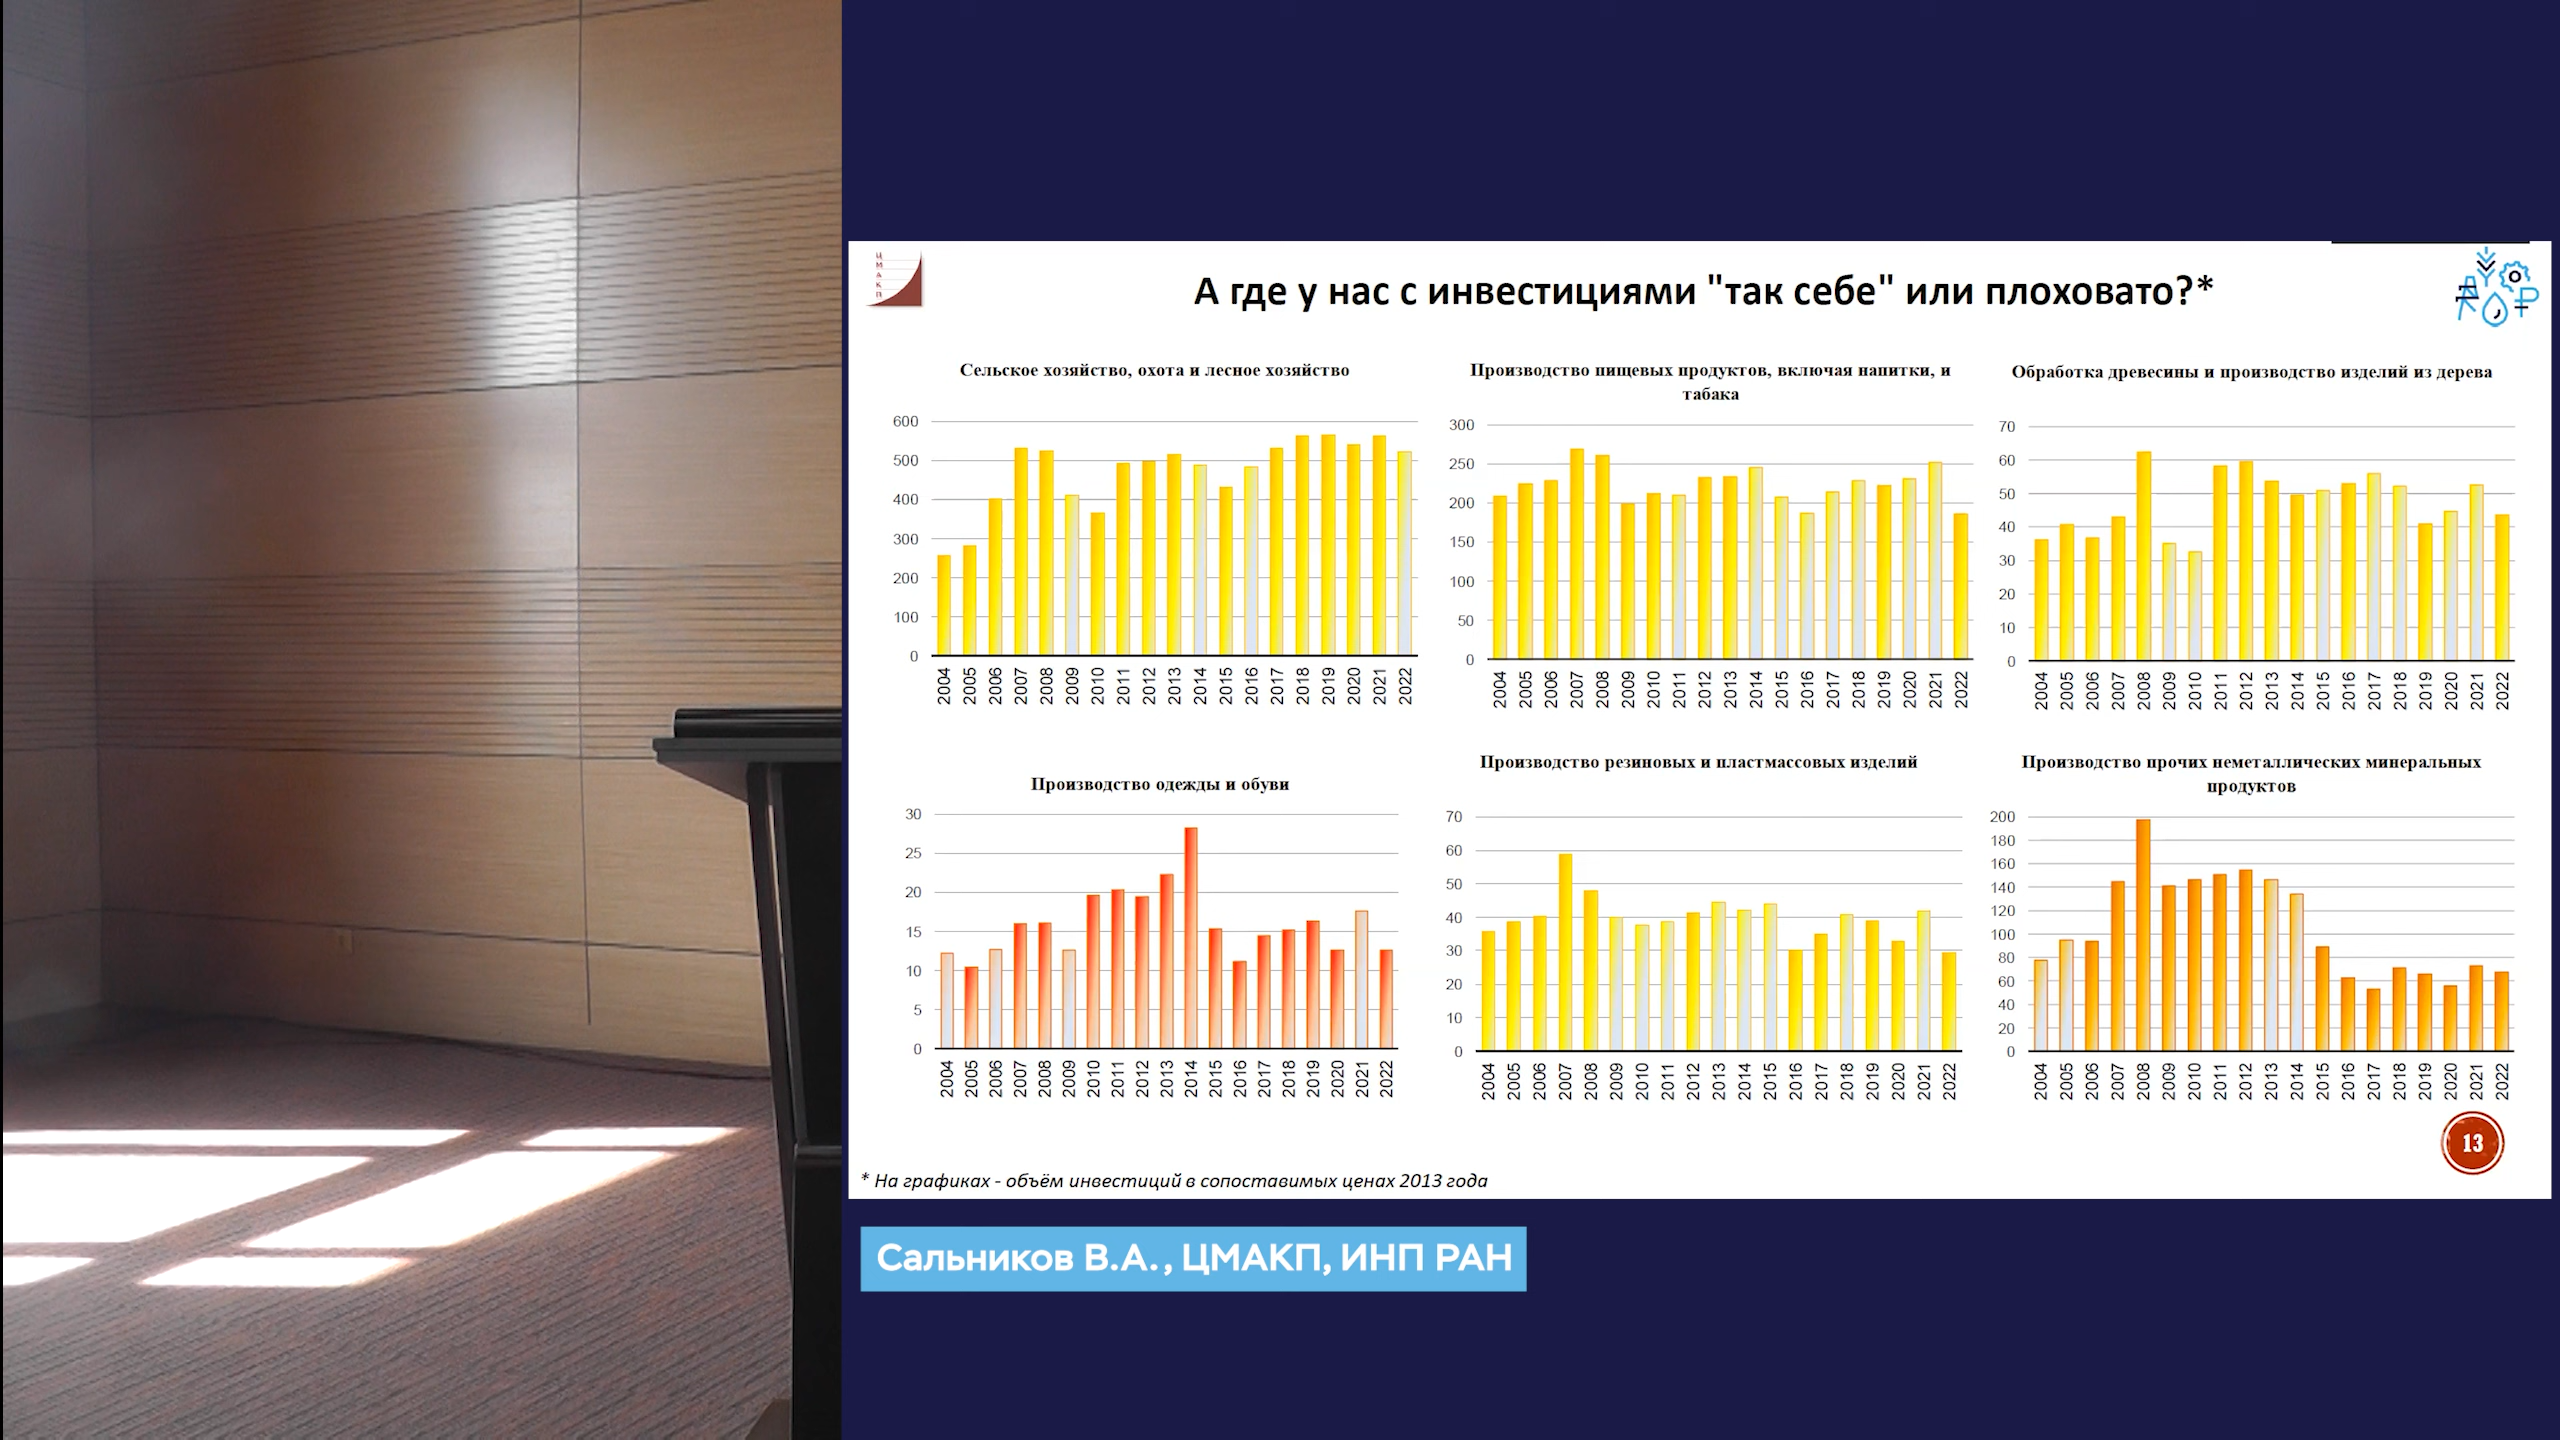 ЦМАКП
А где у нас с инвестициями "так себе" или плоховато?*
Сельское хозяйство, охота и лесное хозяйство
600
500
400
300
200
100
0
2004 2005 2006 2007 2008 2009 2010 2011 2012 2013 2014 2015 2016 2017 2018 2019 2020 2021 2022
Производство пищевых продуктов, включая напитки, и
табака
300
250
200
150
100
50
0
2004 2005 2006 2007 2008 2009 2010 2011 2012 2013 2014 2015 2016 2017 2018 2019 2020 2021 2022
Обработка древесины и производство изделий из дерева
70
60
50
40
30
20
10
0
2004 2005 2006 2007 2008 2009 2010 2011 2012 2013 2014 2015 2016 2017 2018 2019 2020 2021 2022
Производство одежды и обуви
30
25
20
15
10
5
0
2004 2005 2006 2007 2008 2009 2010 2011 2012 2013 2014 2015 2016 2017 2018 2019 2020 2021 2022
Производство резиновых и пластмассовых изделий
70
60
50
40
30
20
10
0
2004 2005 2006 2007 2008 2009 2010 2011 2012 2013 2014 2015 2016 2017 2018 2019 2020 2021 2022
Производство прочих неметаллических минеральных
продуктов
200
180
160
140
120
100
80
60
40
20
0
2004 2005 2006 2007 2008 2009 2010 2011 2012 2013 2014 2015 2016 2017 2018 2019 2020 2021 2022
13
* На графиках - объём инвестиций в сопоставимых ценах 2013 года
Сальников В.А., ЦМАКП, ИНП РАН